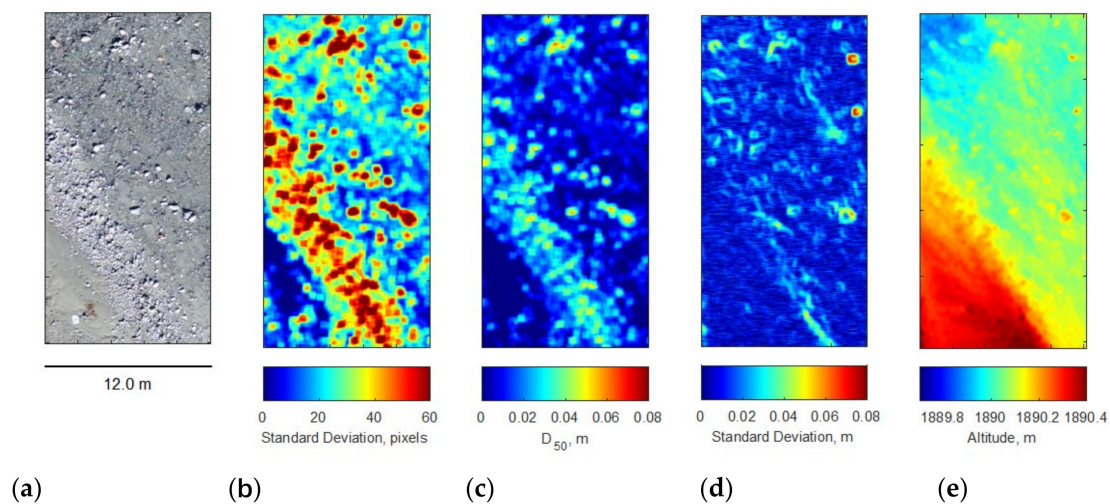 12.0 m
0 20 40 60
Standard Deviation, pixels
0 0.02 0.04 0.06 0.08
D50, m
0 0.02 0.04 0.06 0.08
Standard Deviation, m
1889.8 1890 1890.2 1890.4
Altitude, m
(a) (b) (c) (d) (e)